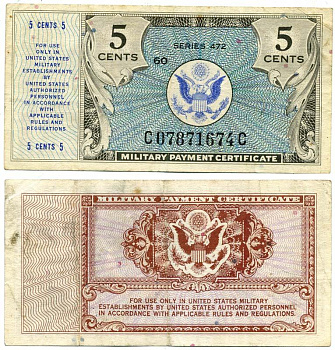 5 CENTS 5
FOR USE
ONLY IN UNITED
STATES MILITARY
ESTABLISHMENTS
BY
UNITED STATES
AUTHORIZED
PERSONNEL
IN ACCORDANCE
WITH
APPLICABLE
RULES AND
REGULATIONS.
5 CENTS 5
5
CENTS
SERIES 472
60
5
CENTS
C07871674C
MILITARY PAYMENT CERTIFICATE
MILITARY PAYMENT CERTIFICATE
FOR USE ONLY IN UNITED STATES MILITARY
ESTABLISHMENTS BY UNITED STATES AUTHORIZED PERSONNEL
IN ACCORDANCE WITH APPLICABLE RULES AND REGULATIONS.